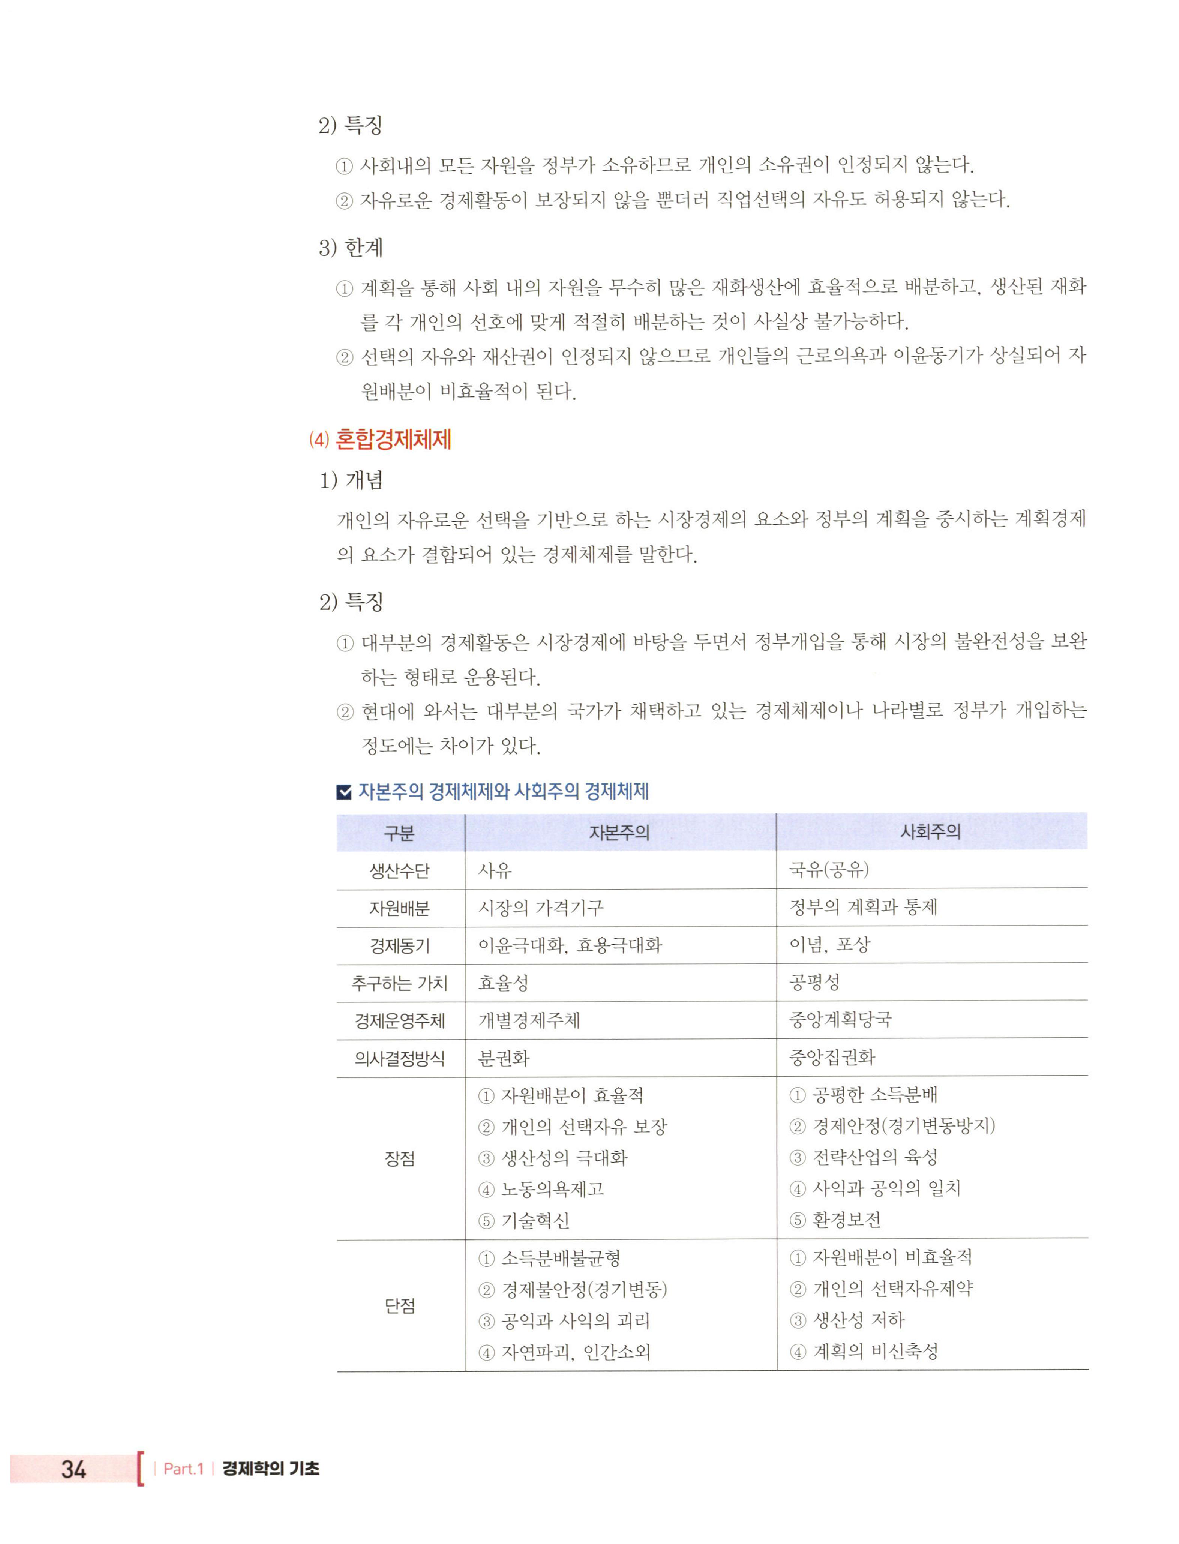 2) 특징
① 사회내의 모든 자원을 정부가 소유하므로 개인의 소유권이 인정되지 않는다.
② 자유로운 경제활동이 보장되지 않을 뿐더러 직업선택의 자유도 허용되지 않는다.
3) 한계
① 계획을 통해 사회 내의 자원을 무수히 많은 재화생산에 효율적으로 배분하고, 생산된 재화
를 각 개인의 선호에 맞게 적절히 배분하는 것이 사실상 불가능하다.
② 선택의 자유와 재산권이 인정되지 않으므로 개인들의 근로의욕과 이윤동기가 상실되어 자
원배분이 비효율적이 된다.
(4) 혼합경제체제
1) 개념
개인의 자유로운 선택을 기반으로 하는 시장경제의 요소와 정부의 계획을 중시하는 계획경제
의 요소가 결합되어 있는 경제체제를 말한다.
2) 특징
① 대부분의 경제활동은 시장경제에 바탕을 두면서 정부개입을 통해 시장의 불완전성을 보완
하는 형태로 운용된다.
② 현대에 와서는 대부분의 국가가 채택하고 있는 경제체제이나 나라별로 정부가 개입하는
정도에는 차이가 있다.
자본주의 경제체제와 사회주의 경제체제
구분 자본주의 사회주의
생산수단 사유 국유(공유)
자원배분 시장의 가격기구 정부의 계획과 통제
경제동기 이윤극대화, 효용극대화 이념, 포상
추구하는 가치 효율성 공평성
경제운영주체 개별경제주체 중앙계획당국
의사결정방식 분권화 중앙집권화
장점
① 자원배분이 효율적
② 개인의 선택자유 보장
③ 생산성의 극대화
④ 노동의욕제고
⑤ 기술혁신
① 공평한 소득분배
② 경제안정(경기변동방지)
③ 전략산업의 육성
④ 사익과 공익의 일치
⑤ 환경보전
단점
① 소득분배불균형
② 경제불안정(경기변동)
③ 공익과 사익의 괴리
④ 자연파괴, 인간소외
① 자원배분이 비효율적
② 개인의 선택자유제약
③ 생산성 저하
④ 계획의 비신축성
34 | Part.1 | 경제학의 기초